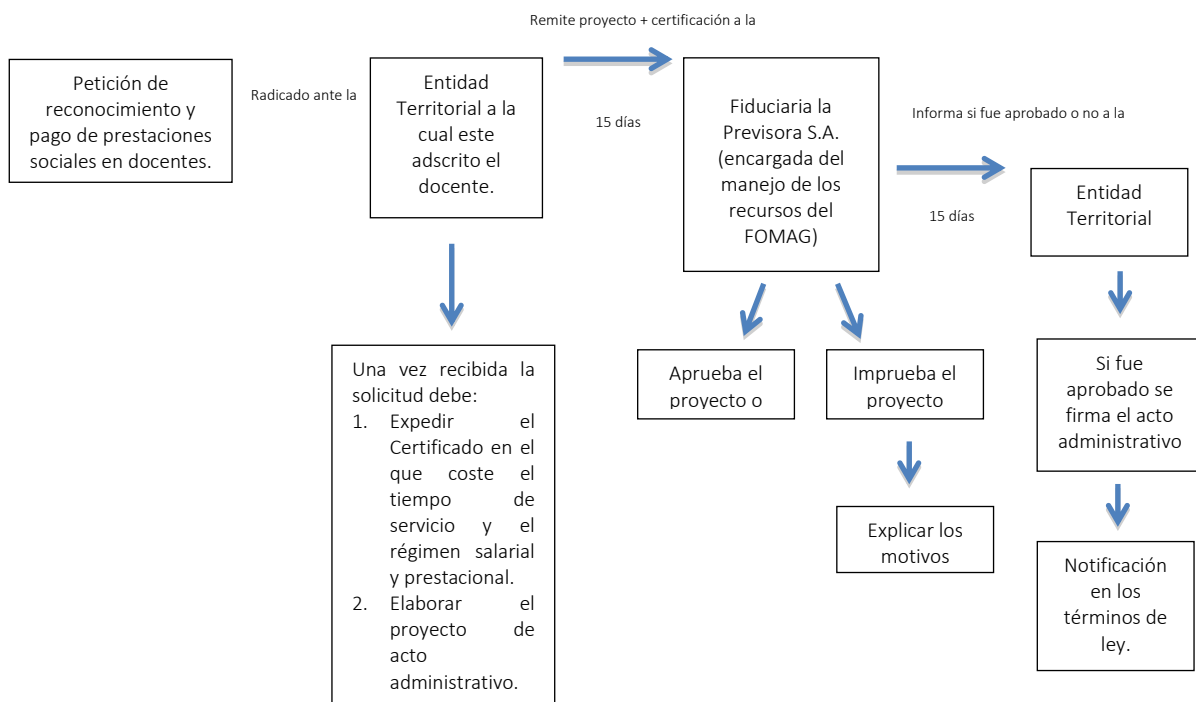 Remite proyecto + certificación a la
Petición de
reconocimiento y
pago de prestaciones
sociales en docentes.
Radicado ante la
Entidad
Territorial a la
cual este
adscrito el
docente.
15 días
Fiduciaria la
Previsora S.A.
(encargada del
manejo de los
recursos del
FOMAG)
Informa si fue aprobado o no a la
15 días
Entidad
Territorial
Una vez recibida la
solicitud debe:
1. Expedir el
Certificado en el
que coste el
tiempo de
servicio y el
régimen salarial
y prestacional.
2. Elaborar el
proyecto de
acto
administrativo.
Aprueba el
proyecto o
Imprueba el
proyecto
Explicar los
motivos
Si fue
aprobado se
firma el acto
administrativo
Notificación
en los
términos de
ley.